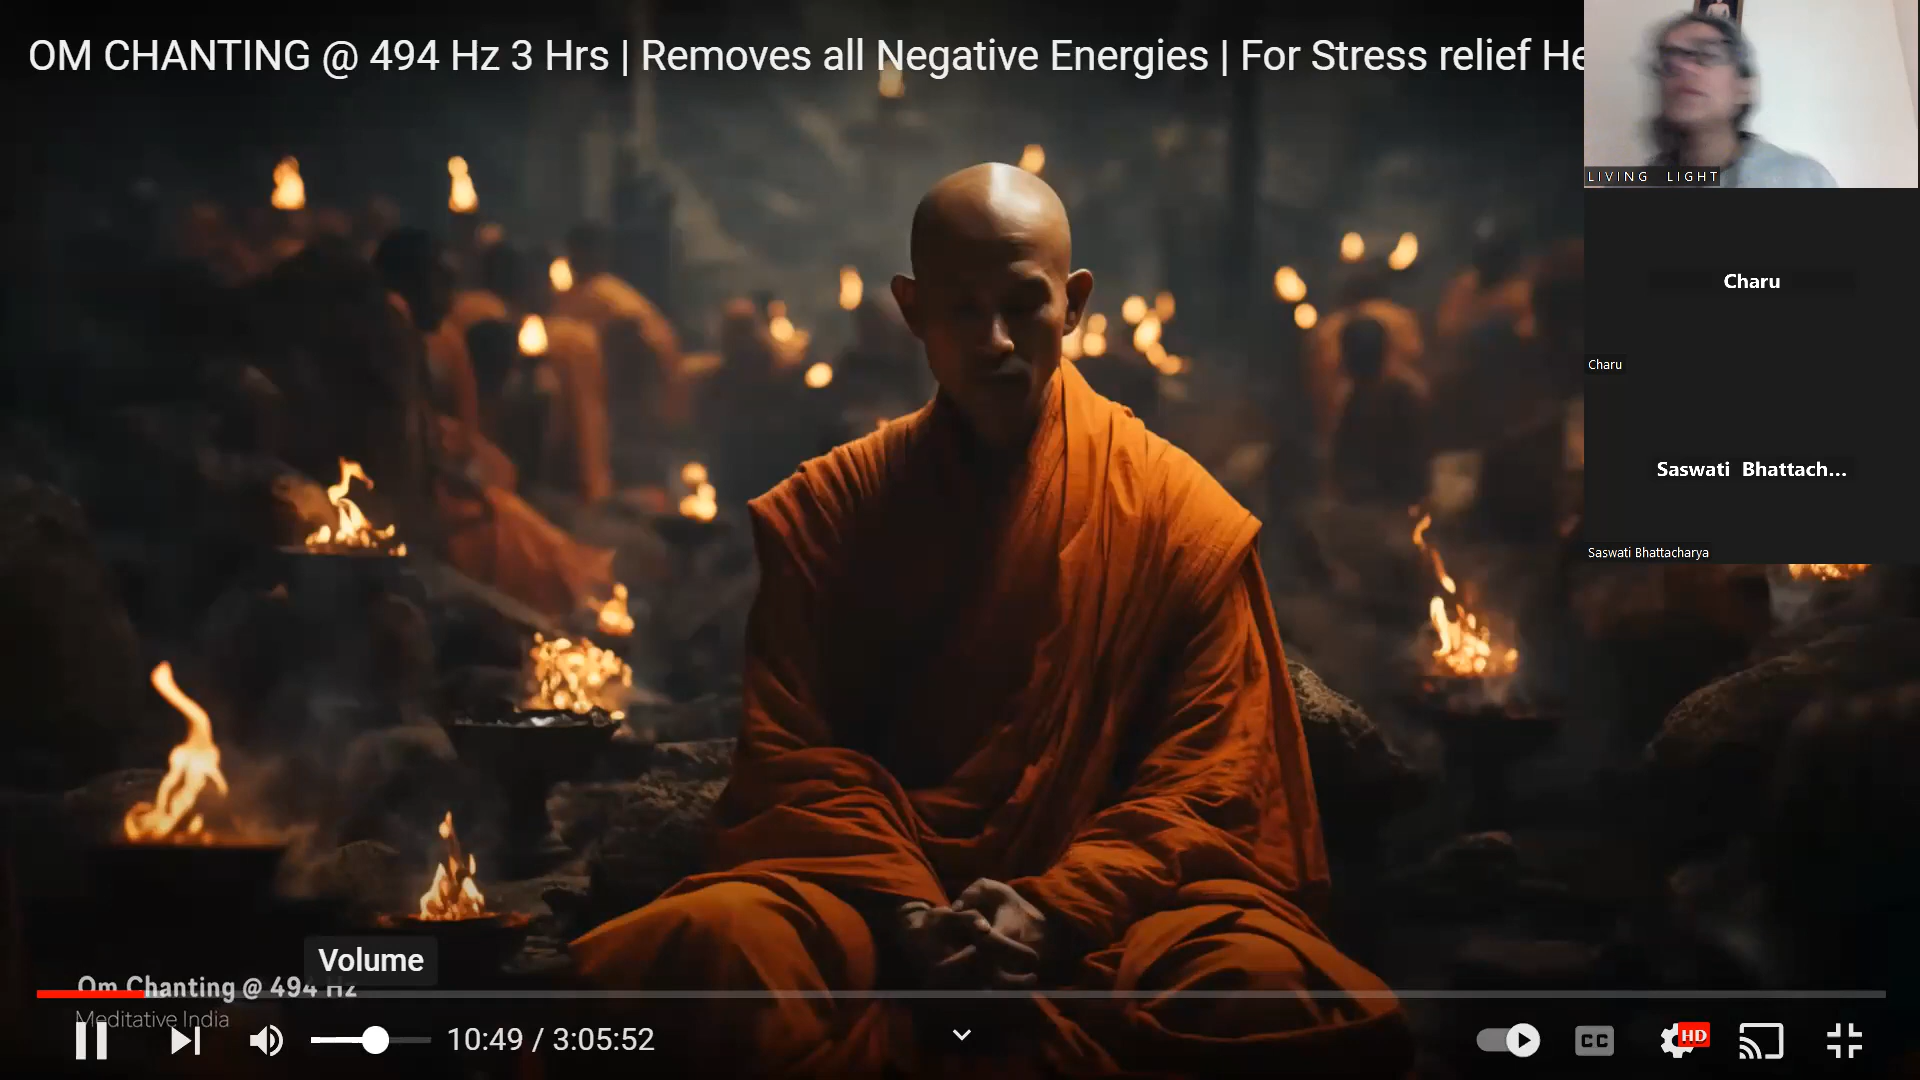 OM CHANTING @ 494 Hz 3 Hrs | Removes all Negative Energies | For Stress relief He
LIVING LIGHT
Charu
Charu
Saswati Bhattach...
Saswati Bhattacharya
Volume
Om Chanting @ 494 Hz
Meditative India
10:49 / 3:05:52
CC
HD